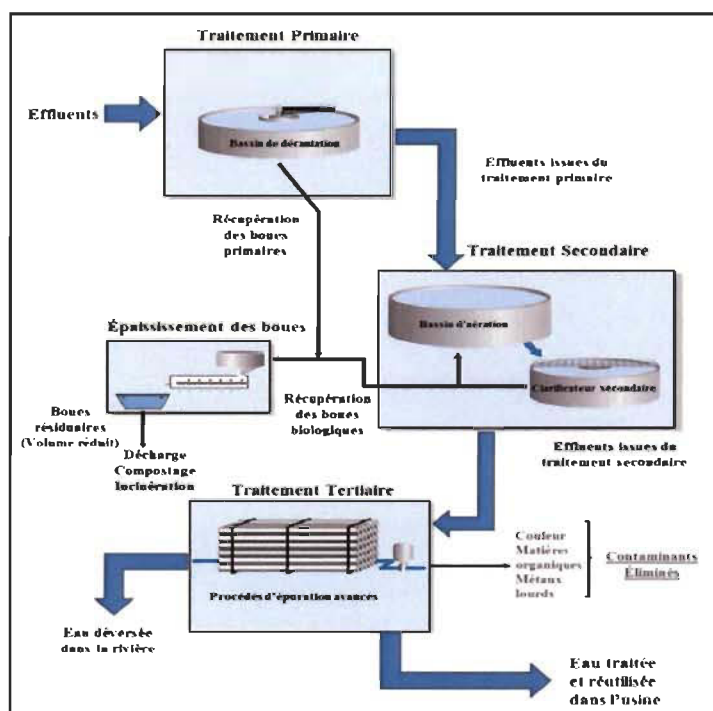 Traitement Primaire
Effluents
Bassin de décantation
Effluents issues du
traitement primaire
Récupération
des boues
primaires
Traitement Secondaire
Bassin d'aération
Clarificateur secondaire
Épaississement des boues
Récupération
des boues
biologiques
Boues
résiduaires
(Volume réduit)
Décharge
Compostage
Incinération
Effluents issues du
traitement secondaire
Traitement Tertiaire
Procédés d'épuration avancés
Couleur
Matières
organiques
Métaux
lourds
Contaminants
Éliminés
Eau déversée
dans la rivière
Eau traitée
et réutilisée
dans l'usine